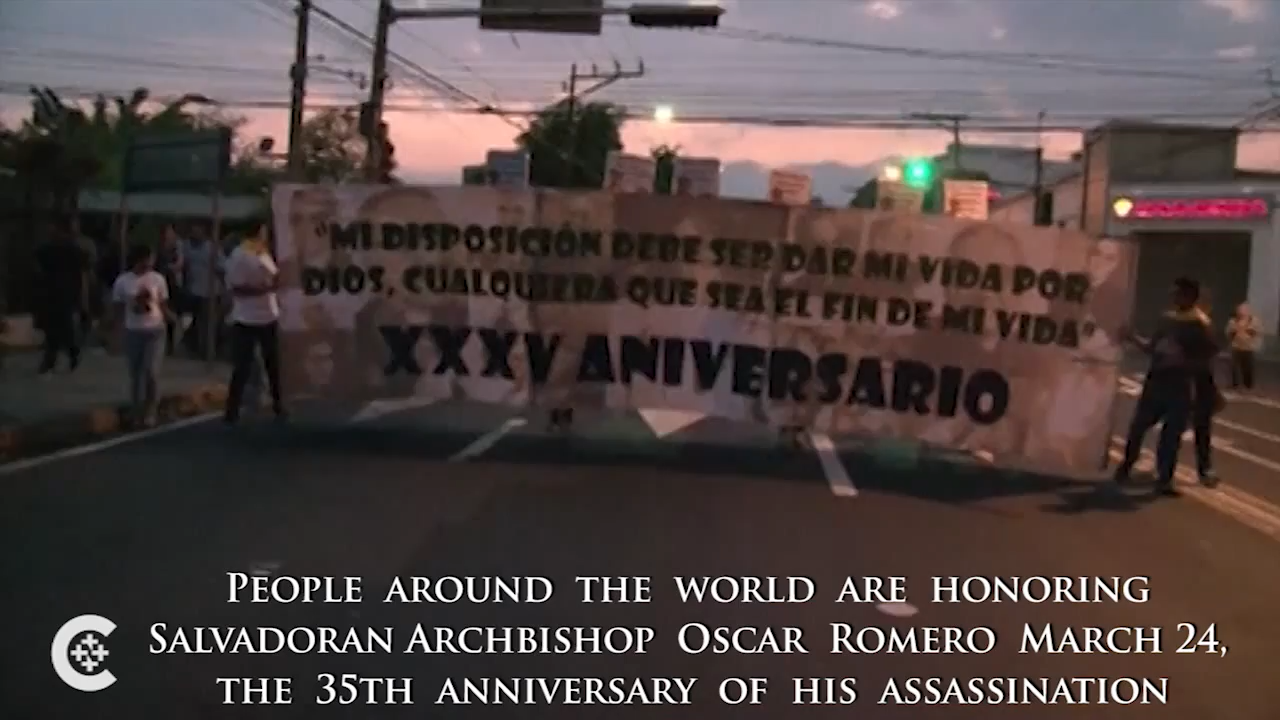 "MI DISPOSICIÓN DEBE SER DAR MI VIDA POR
DIOS, CUALQUIERA QUE SEA EL FIN DE MI VIDA"
XXXV ANIVERSARIO
PEOPLE AROUND THE WORLD ARE HONORING
SALVADORAN ARCHBISHOP OSCAR ROMERO MARCH 24,
THE 35TH ANNIVERSARY OF HIS ASSASSINATION